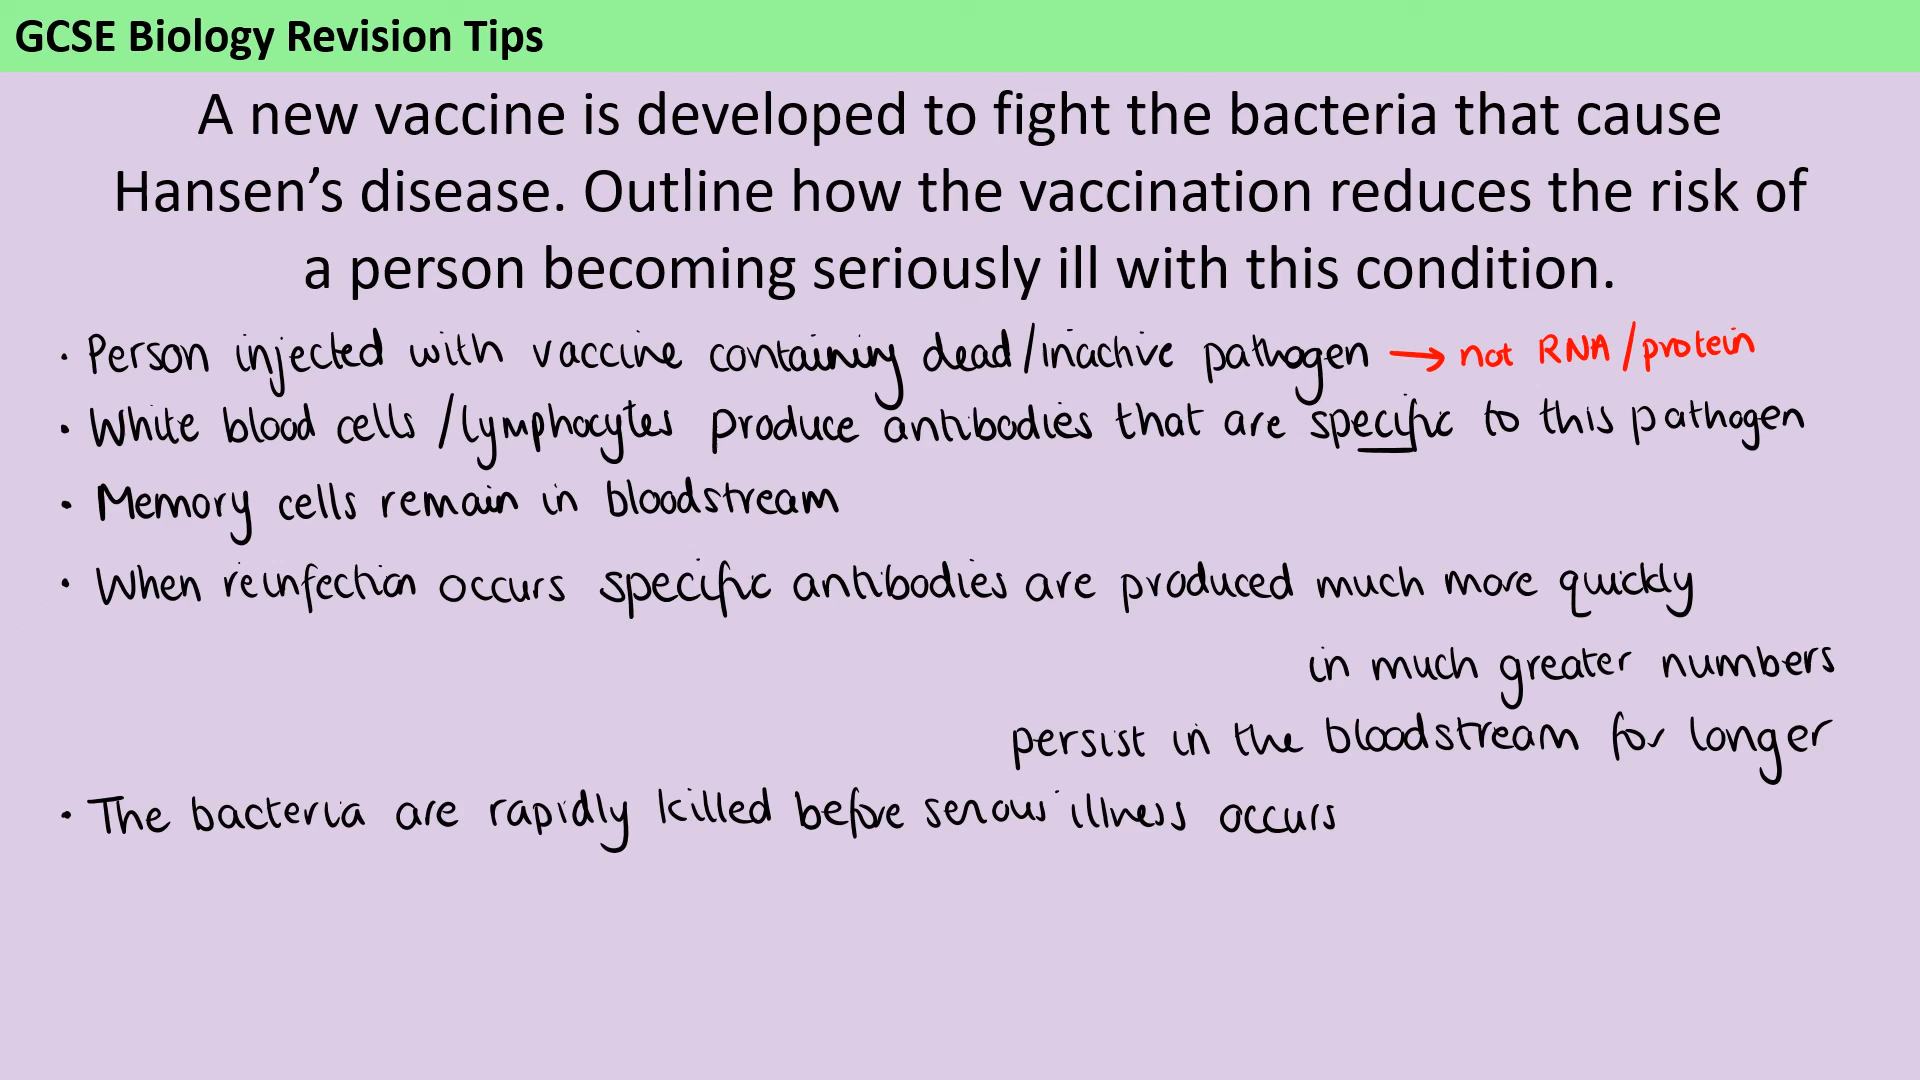 GCSE Biology Revision Tips
A new vaccine is developed to fight the bacteria that cause
Hansen’s disease. Outline how the vaccination reduces the risk of
a person becoming seriously ill with this condition.
· Person injected with vaccine containing dead/inactive pathogen → not RNA/protein
· White blood cells/lymphocytes produce antibodies that are specific to this pathogen
· Memory cells remain in bloodstream
· When reinfection occurs specific antibodies are produced much more quickly
in much greater numbers
persist in the bloodstream for longer
· The bacteria are rapidly killed before serious illness occurs